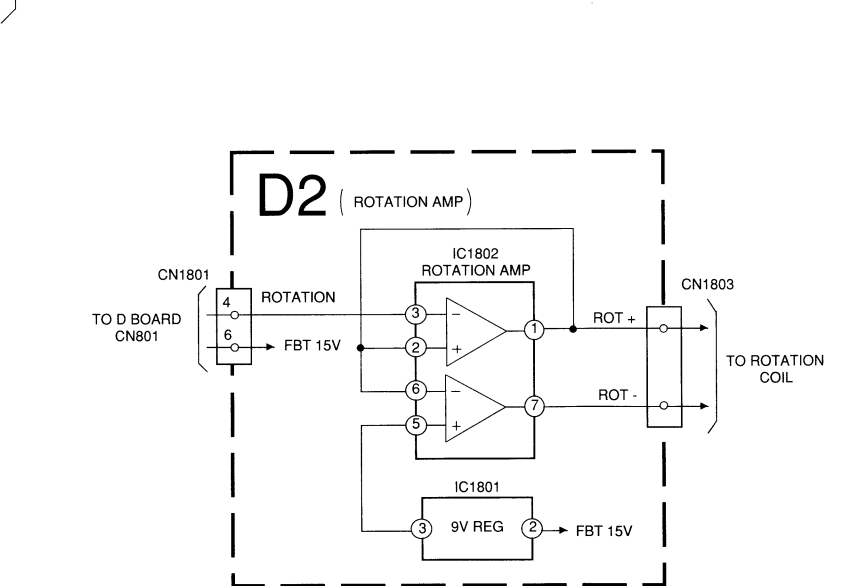 D2 ( ROTATION AMP )
IC1802
ROTATION AMP
CN1801
CN1803
4 ROTATION
3 −
1
ROT +
TO D BOARD
CN801
6 FBT 15V
2 +
TO ROTATION
COIL
6 −
7
ROT -
5 +
IC1801
3 9V REG 2 FBT 15V